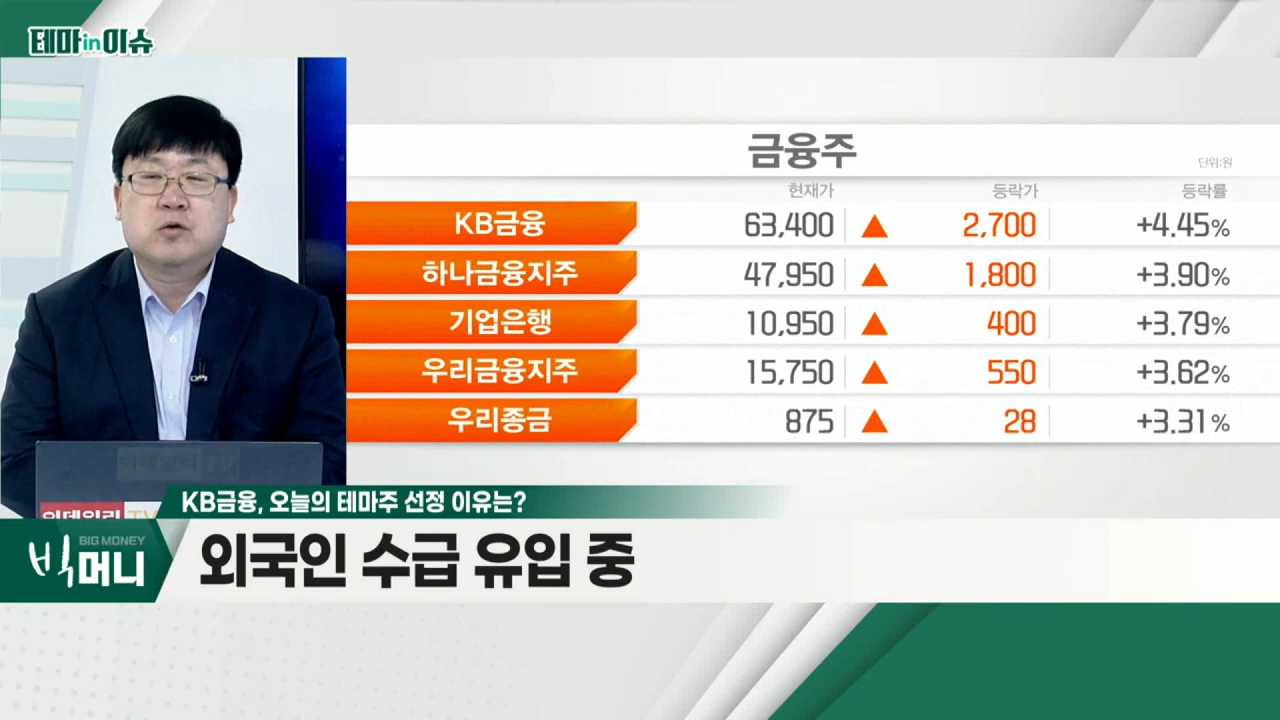 테마in이슈
금융주
단위:원
현재가 등락가 등락률
KB금융 63,400 ▲ 2,700 +4.45%
하나금융지주 47,950 ▲ 1,800 +3.90%
기업은행 10,950 ▲ 400 +3.79%
우리금융지주 15,750 ▲ 550 +3.62%
우리종금 875 ▲ 28 +3.31%
이데일리 TV
KB금융, 오늘의 테마주 선정 이유는?
BIG MONEY
빅머니
외국인 수급 유입 중